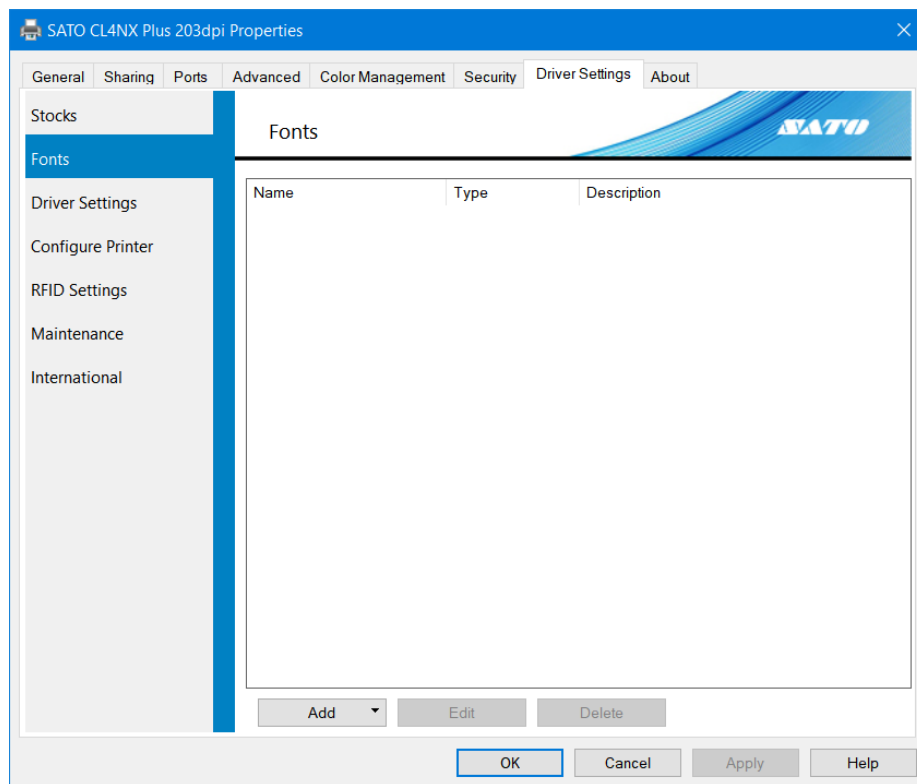 SATO CL4NX Plus 203dpi Properties
General Sharing Ports Advanced Color Management Security Driver Settings About
Stocks
Fonts
Driver Settings
Configure Printer
RFID Settings
Maintenance
International
Fonts
SATO
Name Type Description
Add Edit Delete
OK Cancel Apply Help